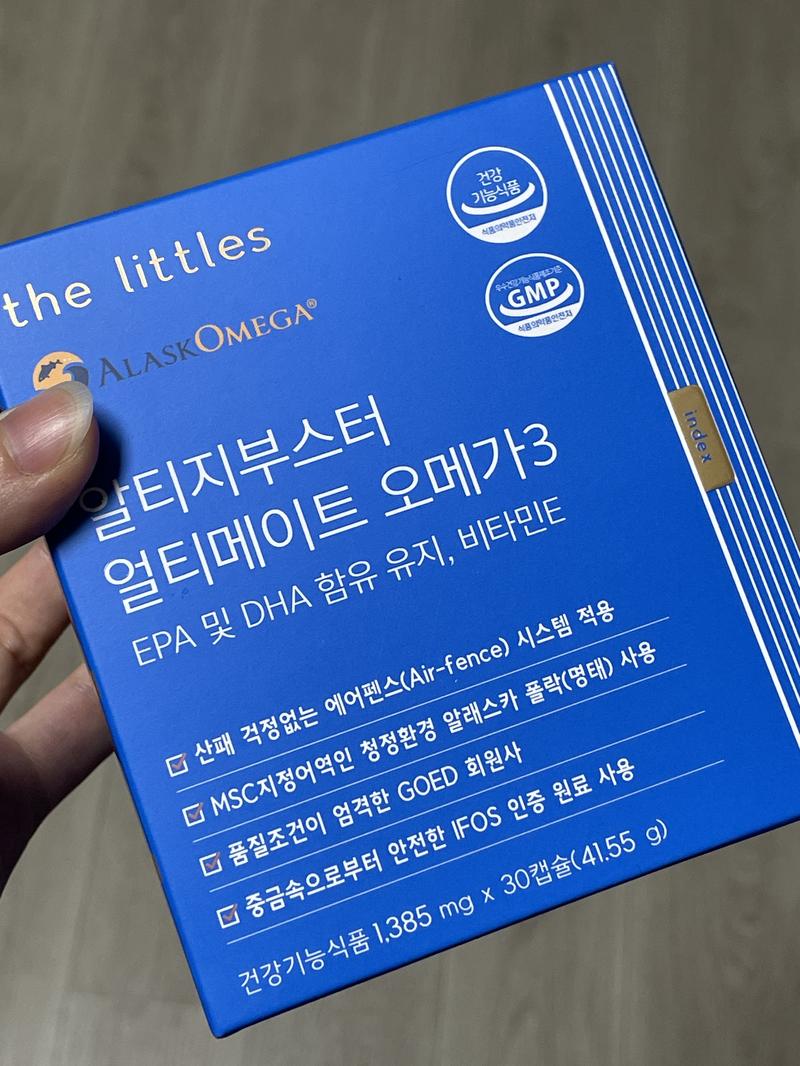 the littles
ALASKOMEGA®
알티지부스터
얼티메이트 오메가3
EPA 및 DHA 함유 유지, 비타민E
산패 걱정없는 에어펜스(Air-fence) 시스템 적용
MSC지정어역인 청정환경 알래스카 폴락(명태) 사용
품질조건이 엄격한 GOED 회원사
중금속으로부터 안전한 IFOS 인증 원료 사용
건강기능식품 1,385 mg x 30캡슐(41.55 g)
건강
기능식품
식품의약품안전처
우수건강기능식품제조기준
GMP
식품의약품안전처
index